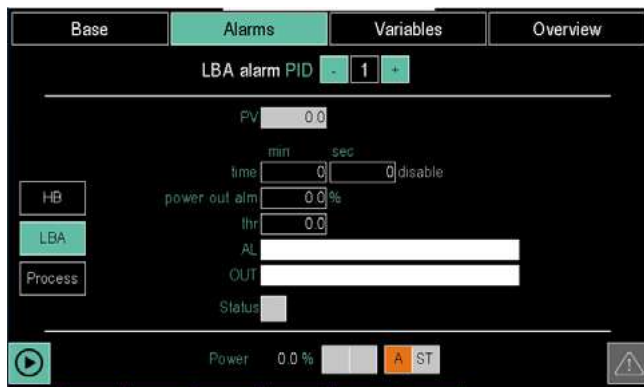 Base Alarms Variables Overview
LBA alarm PID - 1 +
PV 0.0
min sec
time 0 0 disable
HB
power out alm 0.0 %
thr 0.0
LBA
AL
Process
OUT
Status
Power 0.0 % A ST